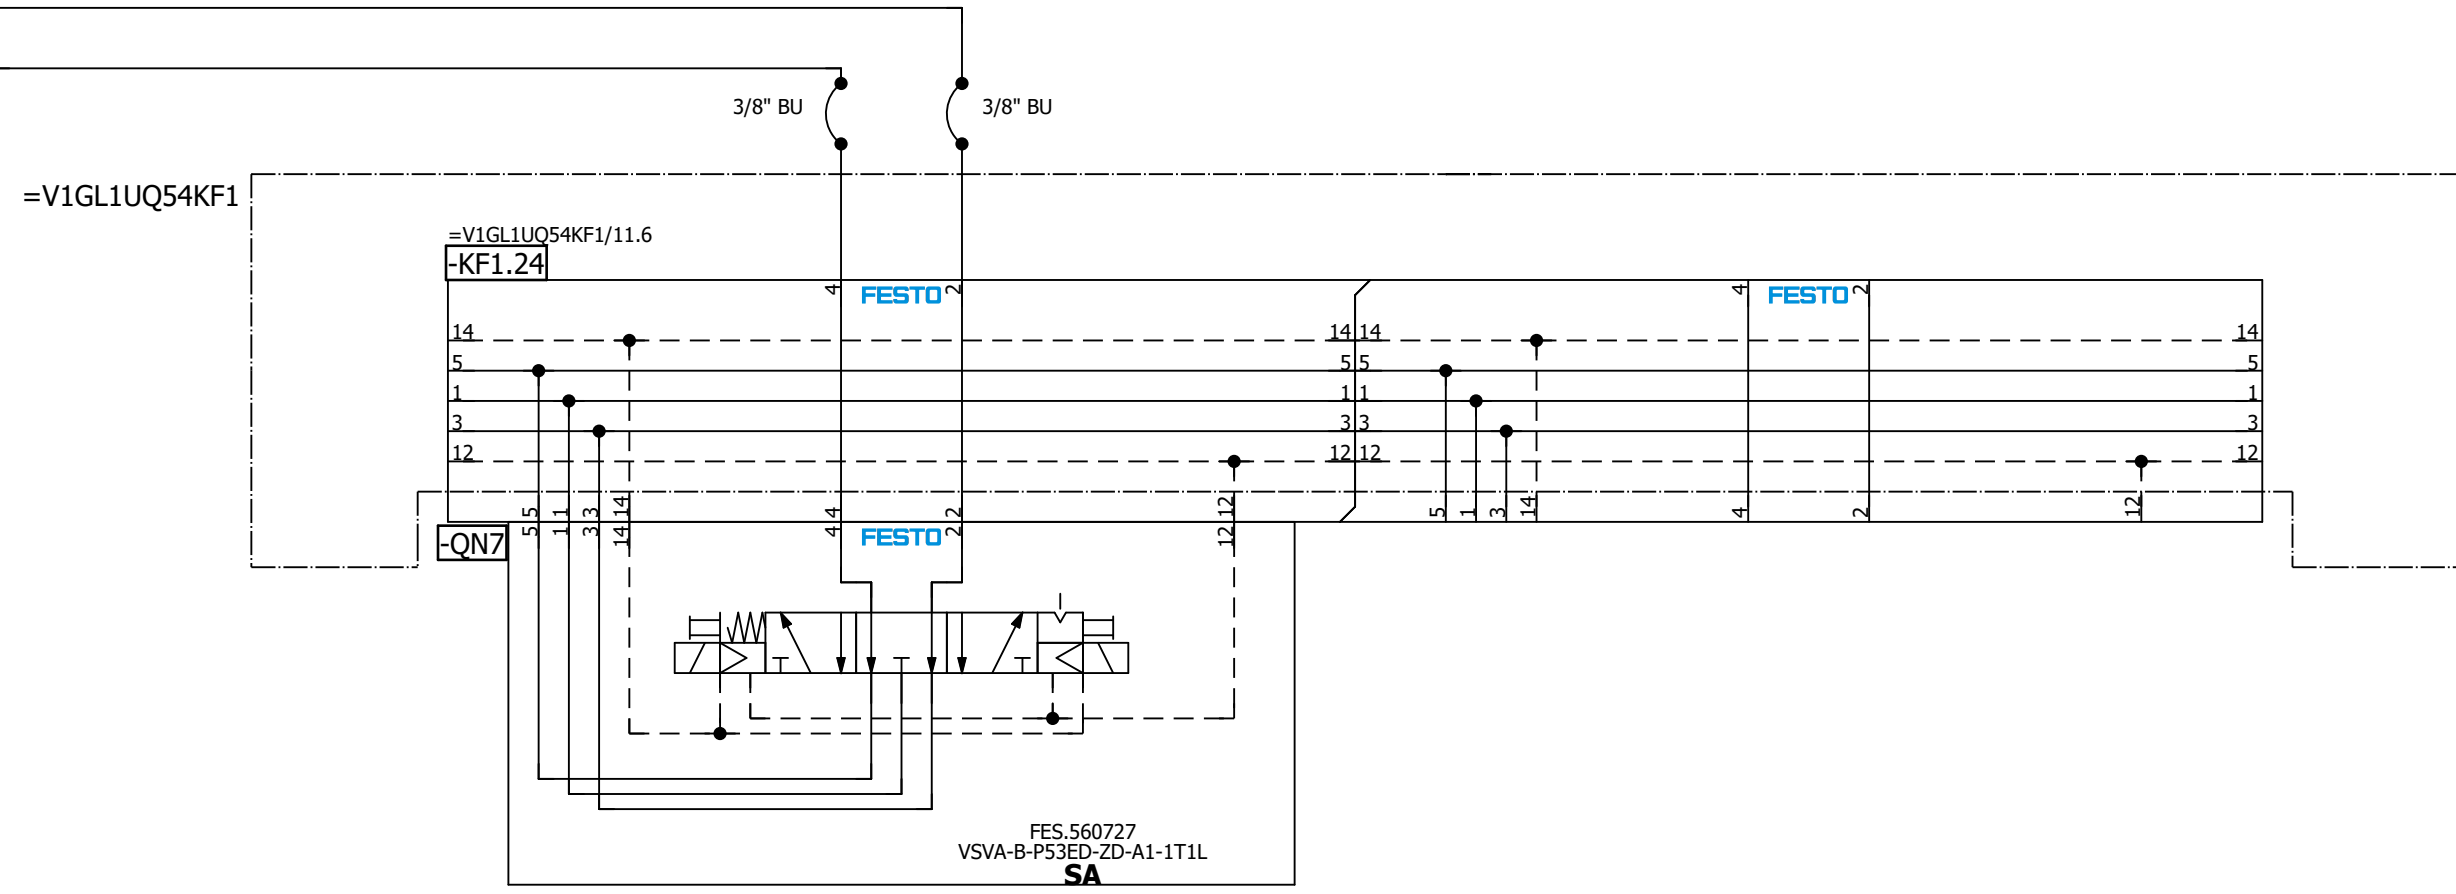 3/8" BU
3/8" BU
=V1GL1UQ54KF1
=V1GL1UQ54KF1/11.6
-KF1.24
4 FESTO 2 4 FESTO 2
14 14 14 14
5 5 5 5
1 1 1 1
3 3 3 3
12 12 12 12
5 1 3 14 4 2 12 5 1 3 14 4 2 12
-QN7
5 1 3 14 4 FESTO 2 12
FES.560727
VSVA-B-P53ED-ZD-A1-1T1L
SA